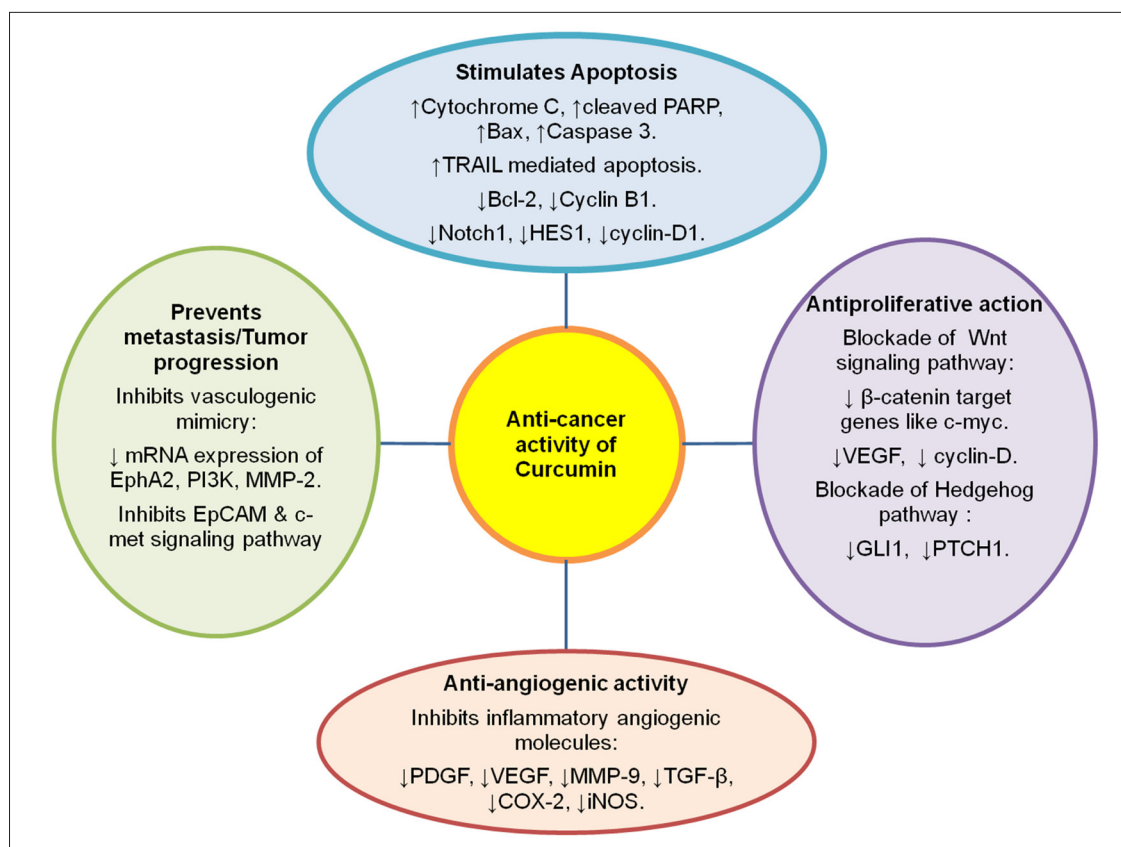 Stimulates Apoptosis
↑Cytochrome C, ↑cleaved PARP,
↑Bax, ↑Caspase 3.
↑TRAIL mediated apoptosis.
↓Bcl-2, ↓Cyclin B1.
↓Notch1, ↓HES1, ↓cyclin-D1.
Prevents
metastasis/Tumor
progression
Inhibits vasculogenic
mimicry:
↓ mRNA expression of
EphA2, PI3K, MMP-2.
Inhibits EpCAM & c-
met signaling pathway
Anti-cancer
activity of
Curcumin
Antiproliferative action
Blockade of Wnt
signaling pathway:
↓ β-catenin target
genes like c-myc.
↓VEGF, ↓ cyclin-D.
Blockade of Hedgehog
pathway :
↓GLI1, ↓PTCH1.
Anti-angiogenic activity
Inhibits inflammatory angiogenic
molecules:
↓PDGF, ↓VEGF, ↓MMP-9, ↓TGF-β,
↓COX-2, ↓iNOS.